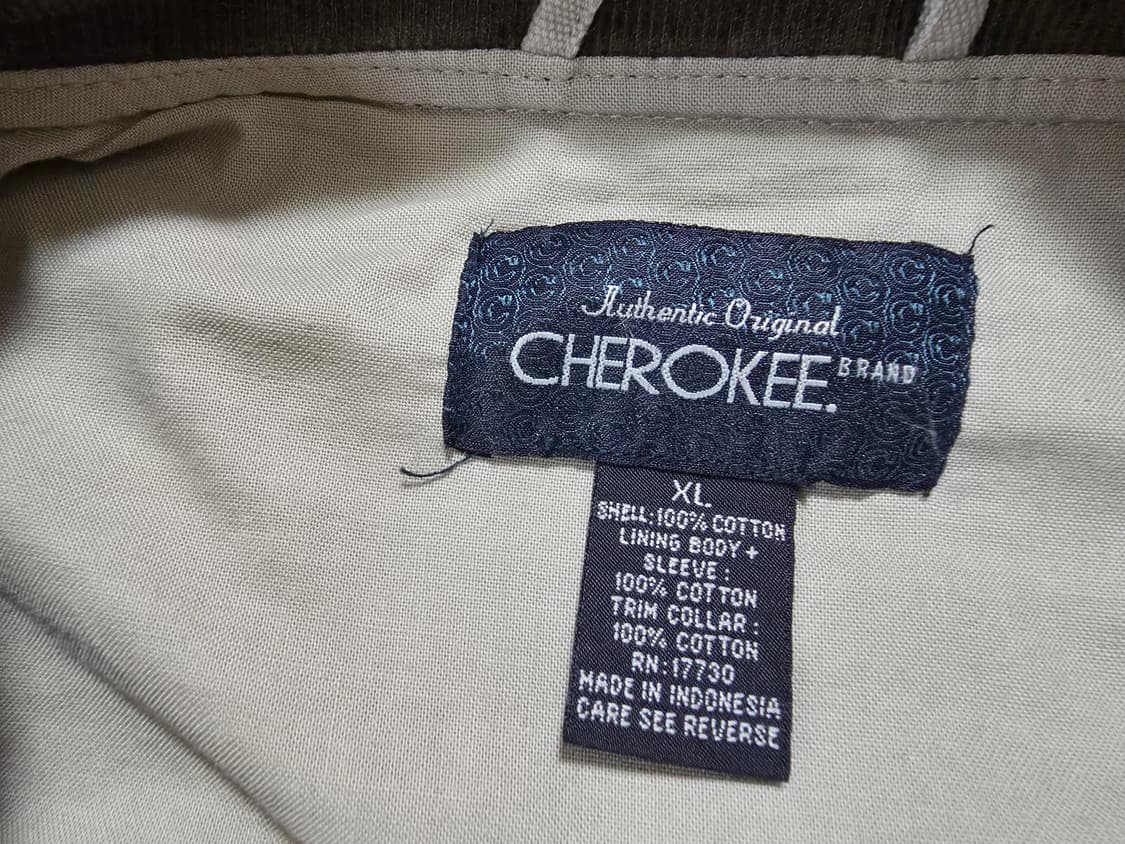 Authentic Original
CHEROKEE. BRAND
XL
SHELL:100% COTTON
LINING BODY +
SLEEVE :
100% COTTON
TRIM COLLAR :
100% COTTON
RN:17730
MADE IN INDONESIA
CARE SEE REVERSE